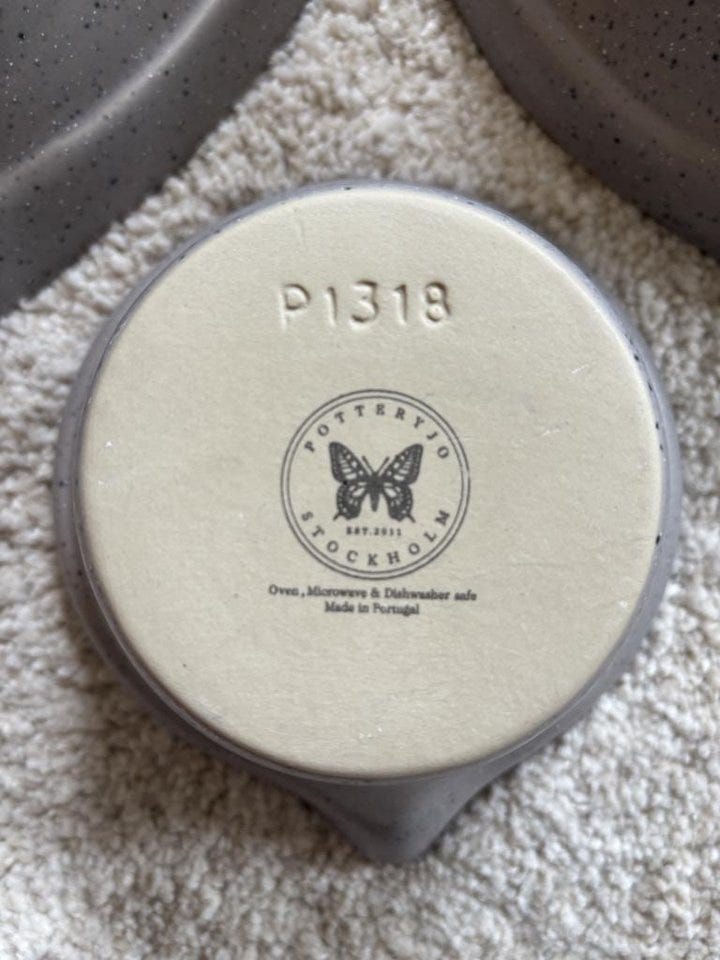 P1318
POTTERYJO
EST.2011
STOCKHOLM
Oven, Microwave & Dishwasher safe
Made in Portugal